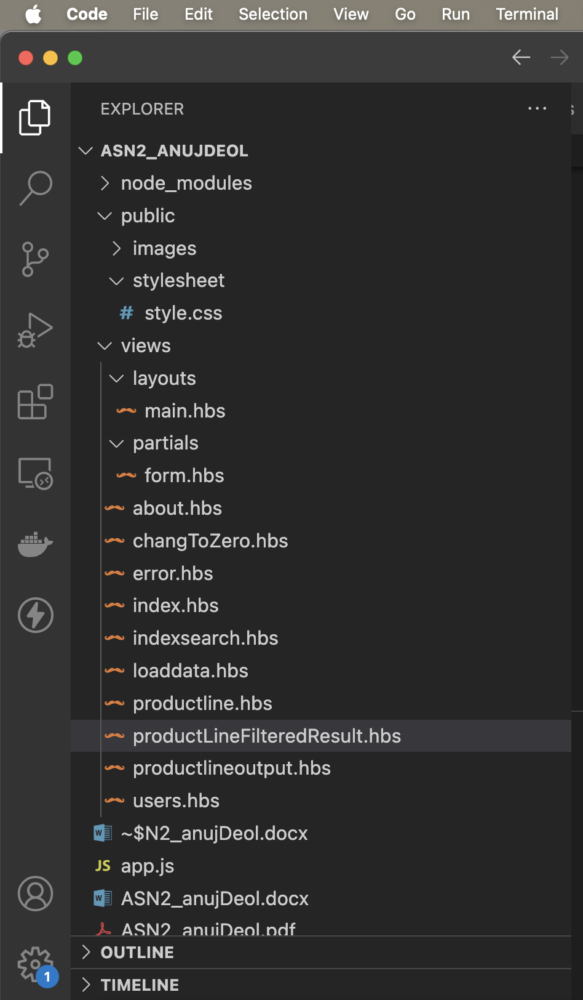 Code File Edit Selection View Go Run Terminal
EXPLORER ···
ASN2_ANUJDEOL
node_modules
public
images
stylesheet
# style.css
views
layouts
main.hbs
partials
form.hbs
about.hbs
changToZero.hbs
error.hbs
index.hbs
indexsearch.hbs
loaddata.hbs
productline.hbs
productLineFilteredResult.hbs
productlineoutput.hbs
users.hbs
W ~$N2_anujDeol.docx
JS app.js
W ASN2_anujDeol.docx
ASN2_anujDeol.pdf
OUTLINE
1
TIMELINE